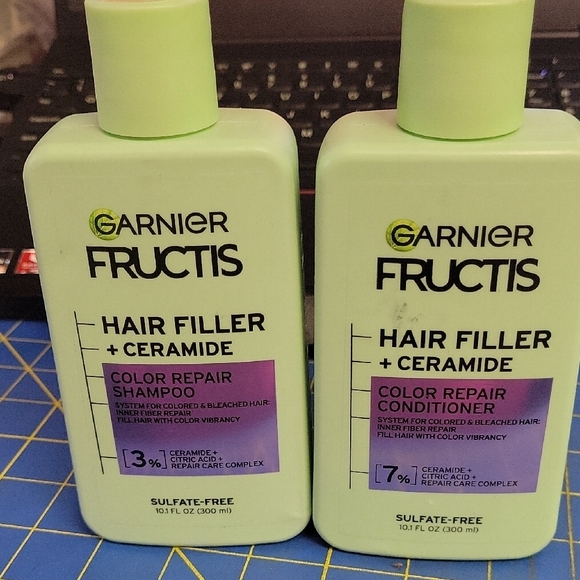 GARNIER
FRUCTIS
HAIR FILLER
+ CERAMIDE
COLOR REPAIR
SHAMPOO
SYSTEM FOR COLORED & BLEACHED HAIR:
INNER FIBER REPAIR
FILL HAIR WITH COLOR VIBRANCY
[3%] CERAMIDE +
CITRIC ACID +
REPAIR CARE COMPLEX
SULFATE-FREE
10.1 FL OZ (300 ml)
GARNIER
FRUCTIS
HAIR FILLER
+ CERAMIDE
COLOR REPAIR
CONDITIONER
SYSTEM FOR COLORED & BLEACHED HAIR:
INNER FIBER REPAIR
FILL HAIR WITH COLOR VIBRANCY
[7%] CERAMIDE +
CITRIC ACID +
REPAIR CARE COMPLEX
SULFATE-FREE
10.1 FL OZ (300 ml)